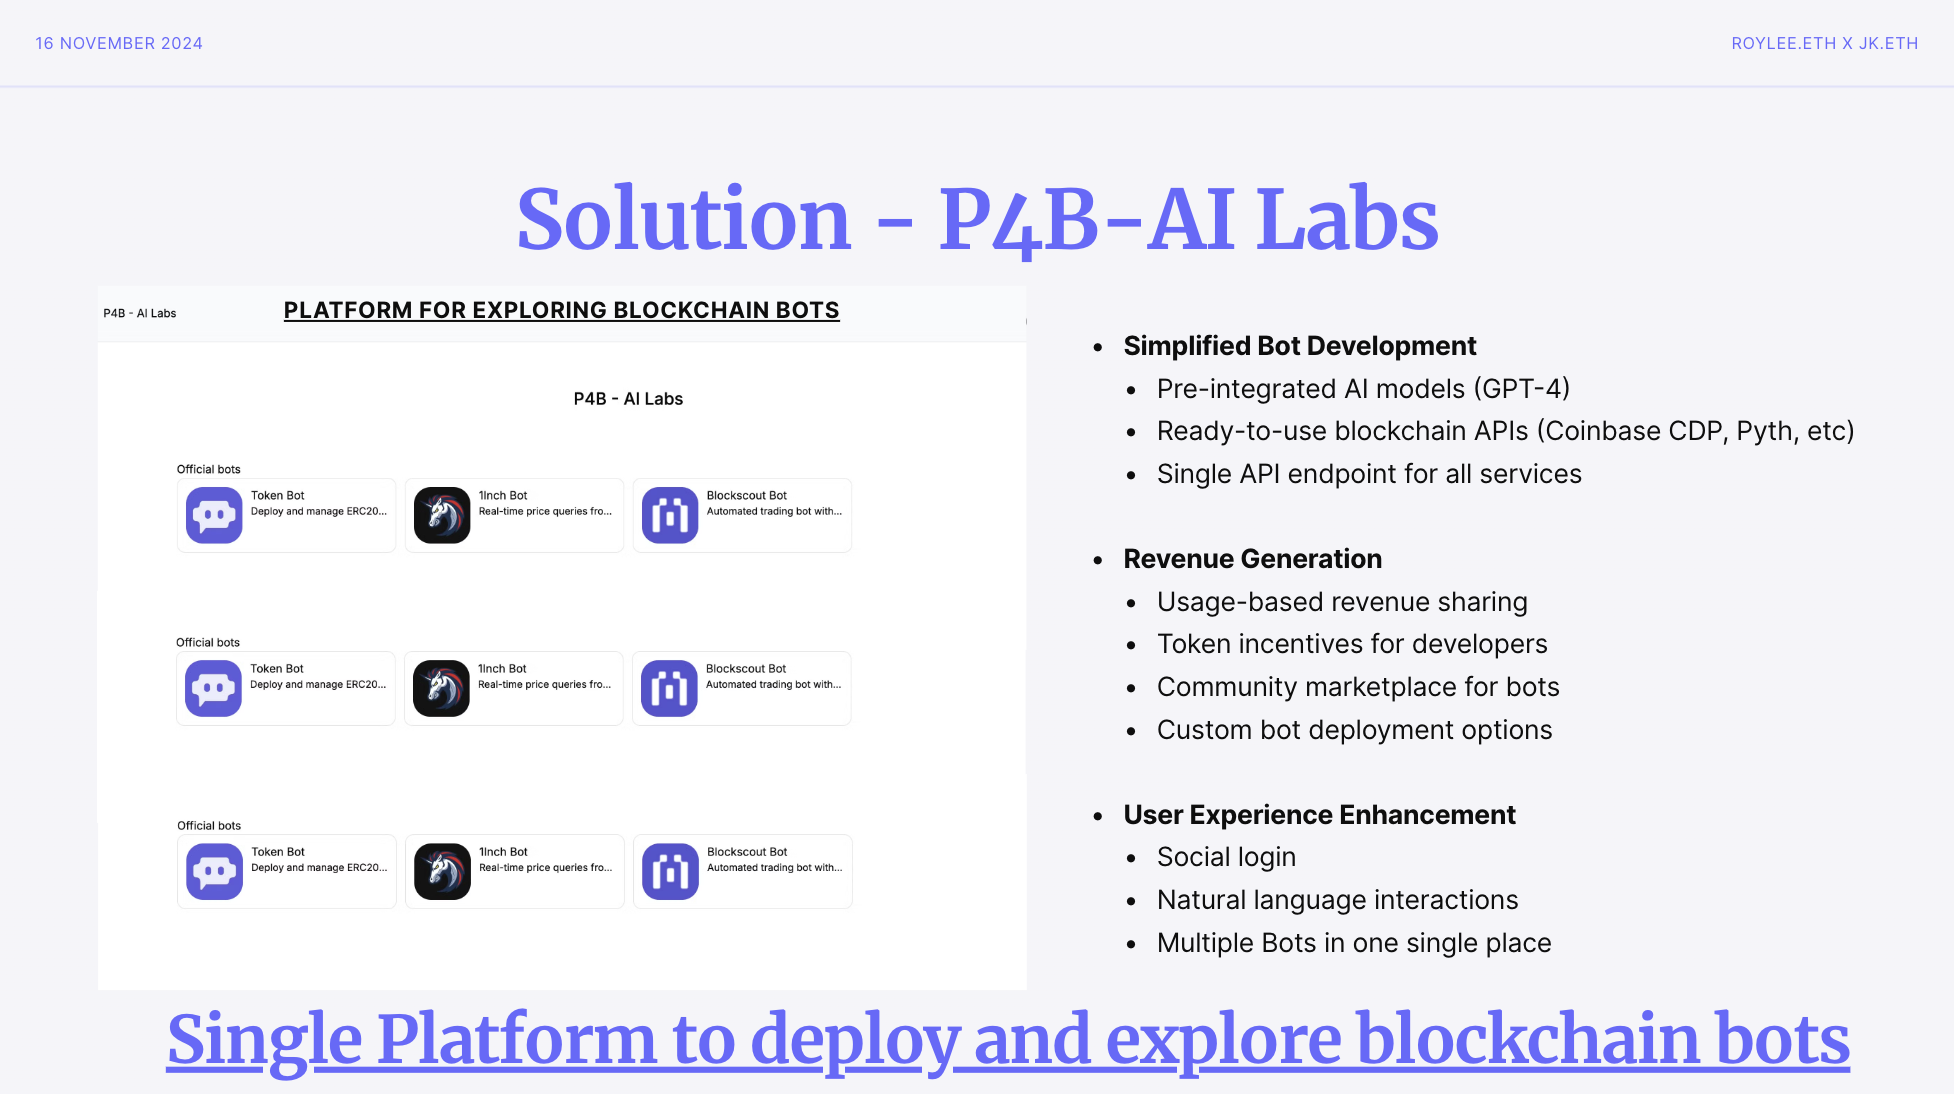 16 NOVEMBER 2024
ROYLEE.ETH X JK.ETH
Solution - P4B-AI Labs
P4B - AI Labs
PLATFORM FOR EXPLORING BLOCKCHAIN BOTS
P4B - AI Labs
Official bots
Token Bot
Deploy and manage ERC20...
1Inch Bot
Real-time price queries fro...
Blockscout Bot
Automated trading bot with...
Official bots
Token Bot
Deploy and manage ERC20...
1Inch Bot
Real-time price queries fro...
Blockscout Bot
Automated trading bot with...
Official bots
Token Bot
Deploy and manage ERC20...
1Inch Bot
Real-time price queries fro...
Blockscout Bot
Automated trading bot with...
• Simplified Bot Development
• Pre-integrated AI models (GPT-4)
• Ready-to-use blockchain APIs (Coinbase CDP, Pyth, etc)
• Single API endpoint for all services
• Revenue Generation
• Usage-based revenue sharing
• Token incentives for developers
• Community marketplace for bots
• Custom bot deployment options
• User Experience Enhancement
• Social login
• Natural language interactions
• Multiple Bots in one single place
Single Platform to deploy and explore blockchain bots